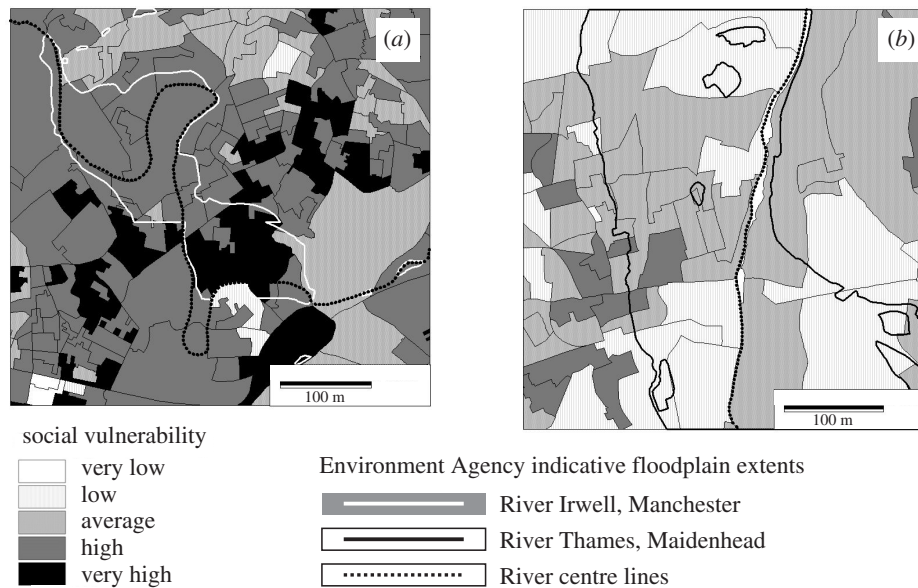 (a)
(b)
100 m
100 m
social vulnerability
very low
low
average
high
very high
Environment Agency indicative floodplain extents
River Irwell, Manchester
River Thames, Maidenhead
River centre lines